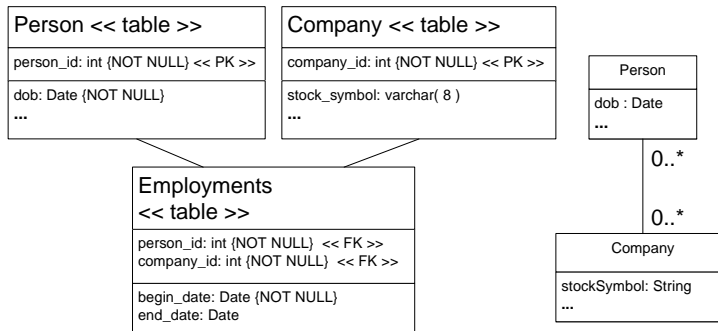 Person << table >>
person_id: int {NOT NULL} << PK >>
dob: Date {NOT NULL}
...
Company << table >>
company_id: int {NOT NULL} << PK >>
stock_symbol: varchar( 8 )
...
Employments
<< table >>
person_id: int {NOT NULL} << FK >>
company_id: int {NOT NULL} << FK >>
begin_date: Date {NOT NULL}
end_date: Date
Person
dob : Date
...
0..*
0..*
Company
stockSymbol: String
...